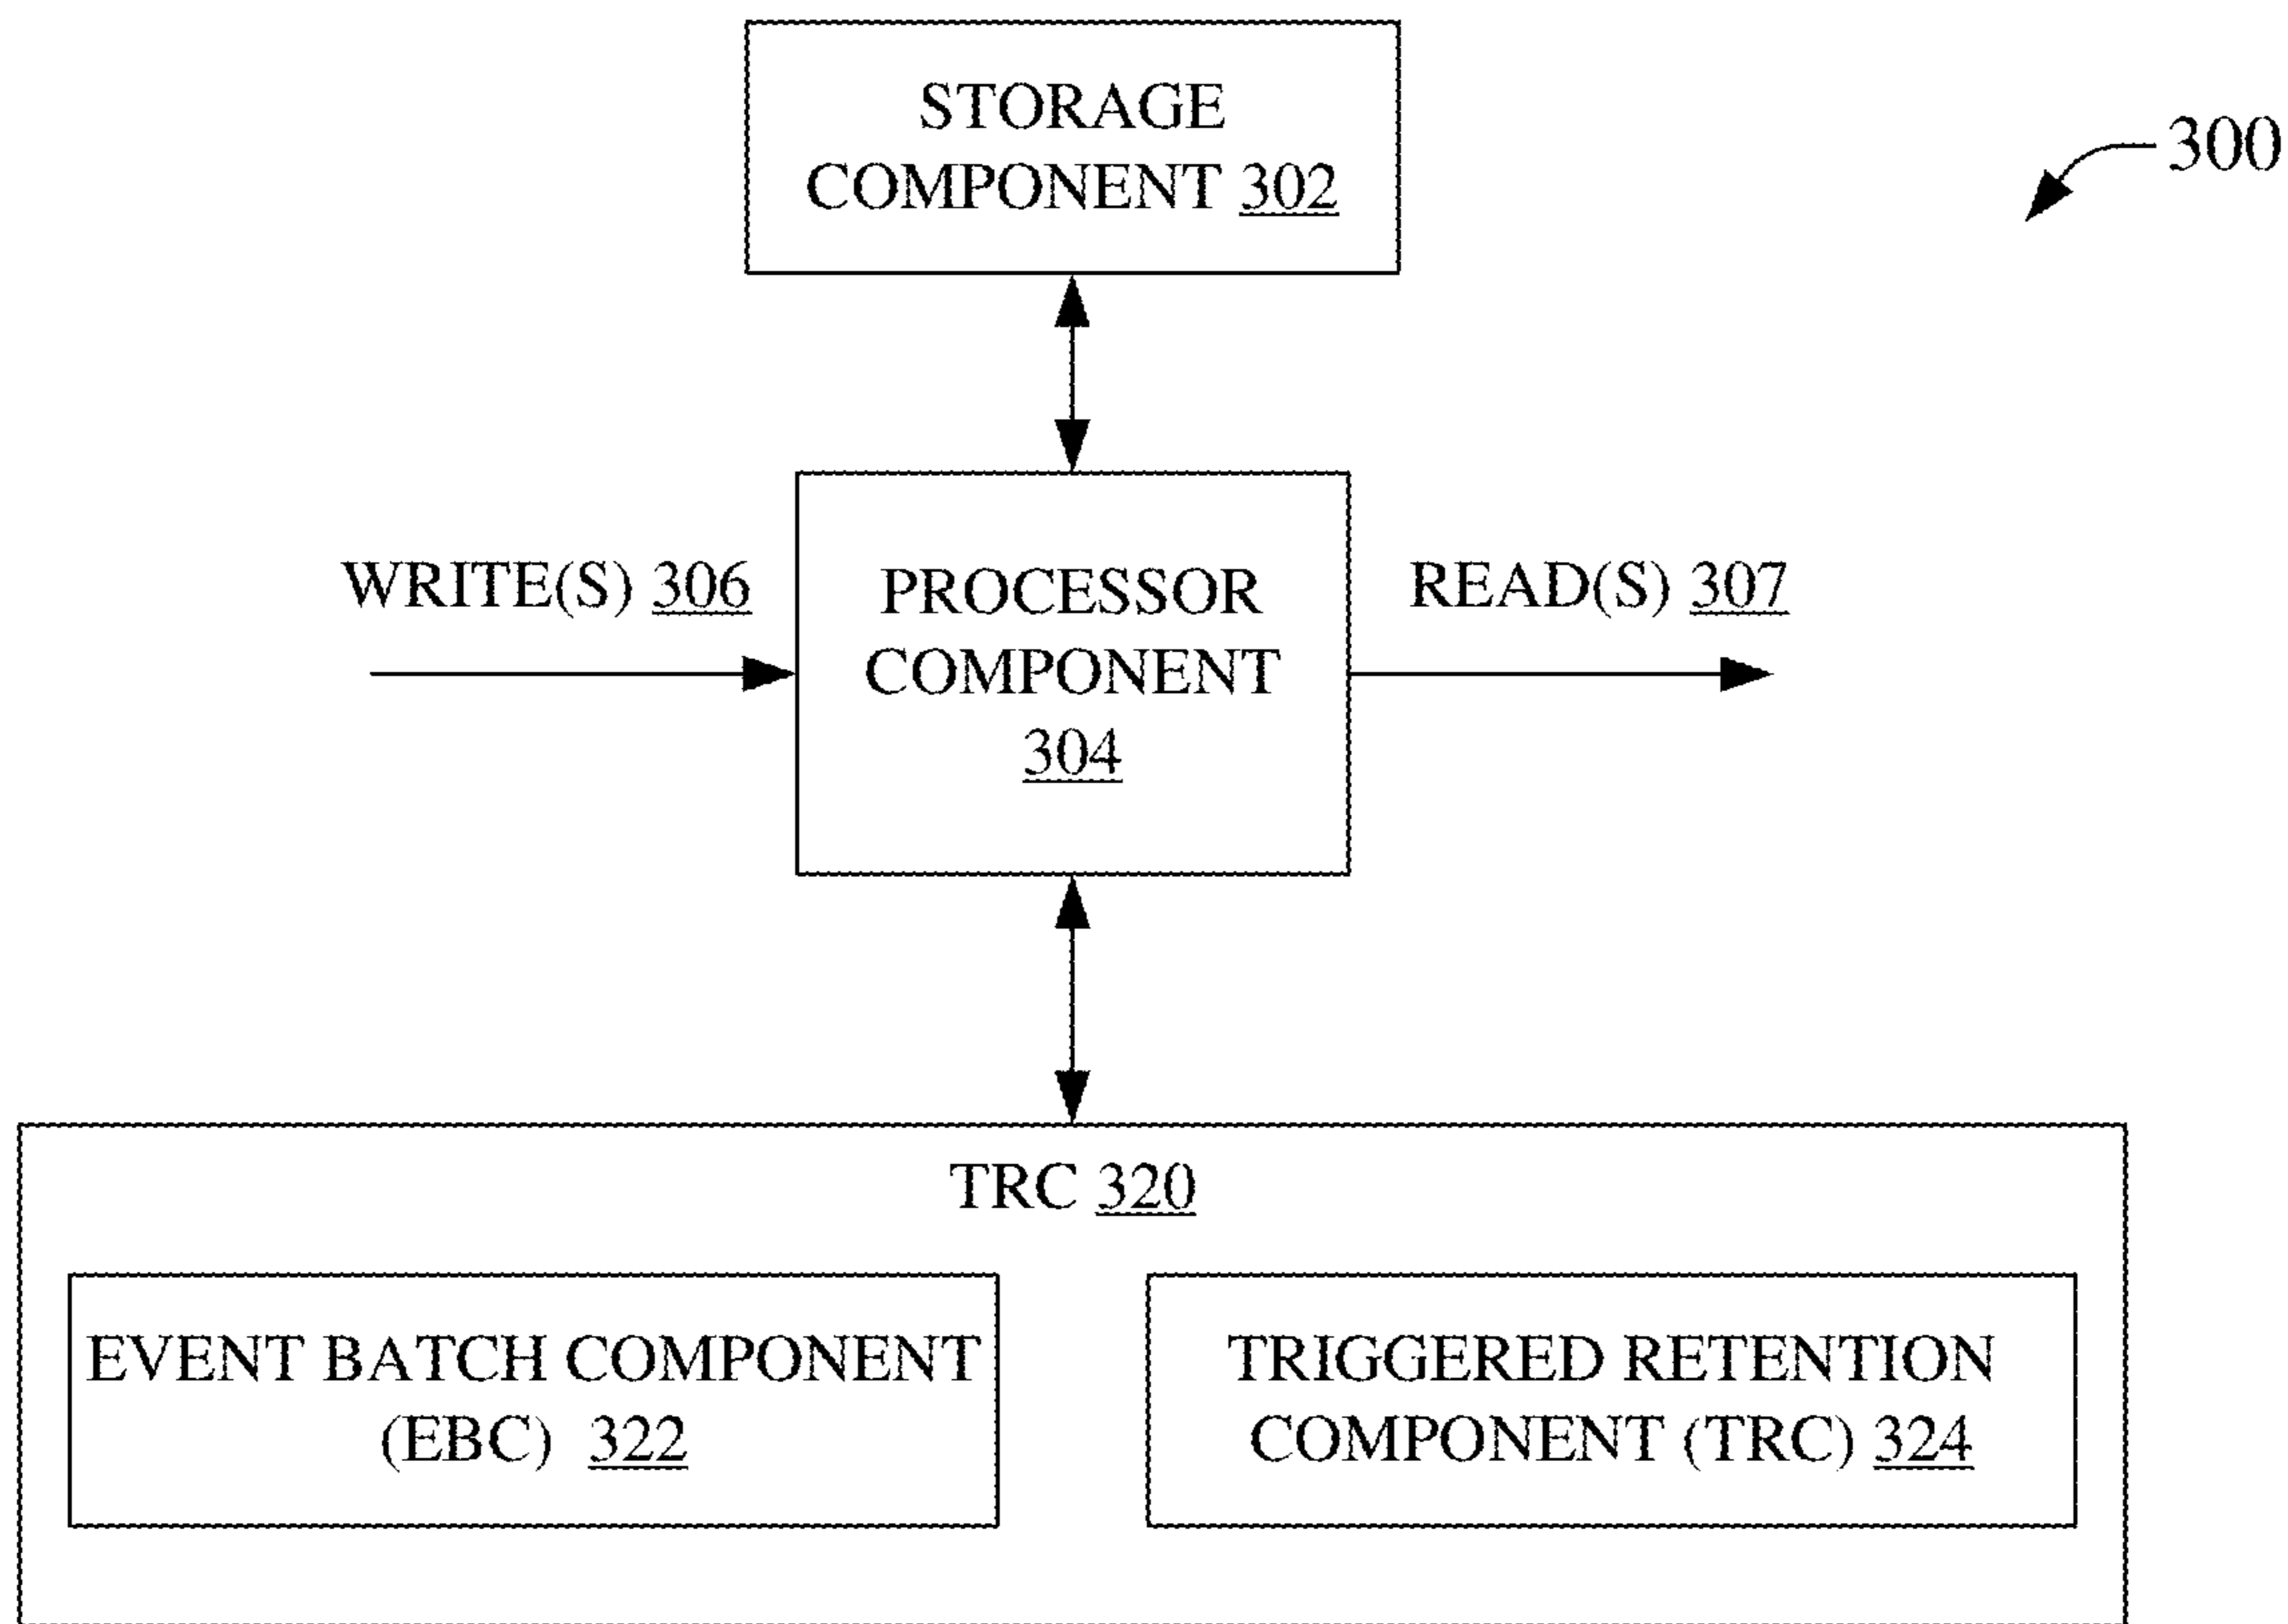 STORAGE
COMPONENT 302
300
WRITE(S) 306
PROCESSOR
COMPONENT
304
READ(S) 307
TRC 320
EVENT BATCH COMPONENT
(EBC) 322
TRIGGERED RETENTION
COMPONENT (TRC) 324